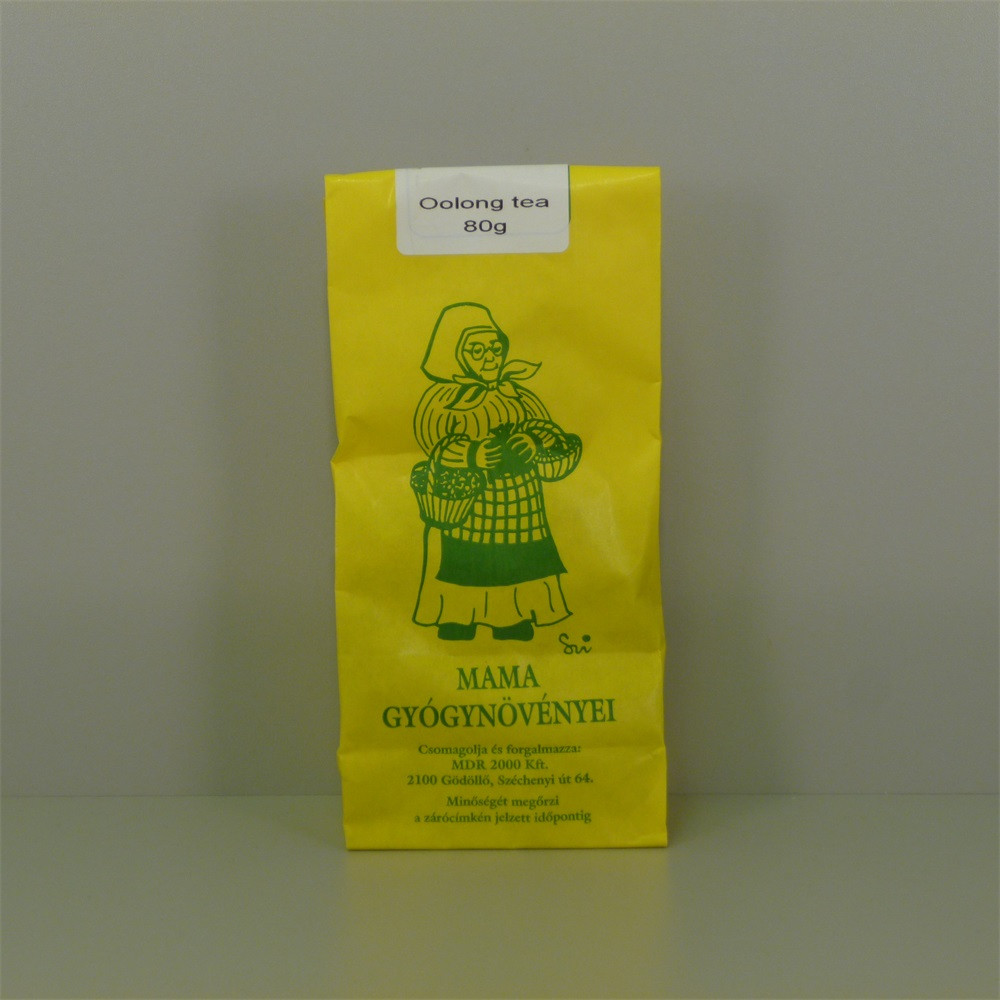 Oolong tea
80g
MAMA
GYÓGYNÖVÉNYEI
Csomagolja és forgalmazza:
MDR 2000 Kft.
2100 Gödöllő, Széchenyi út 64.
Minőségét megőrzi
a zárócímkén jelzett időpontig